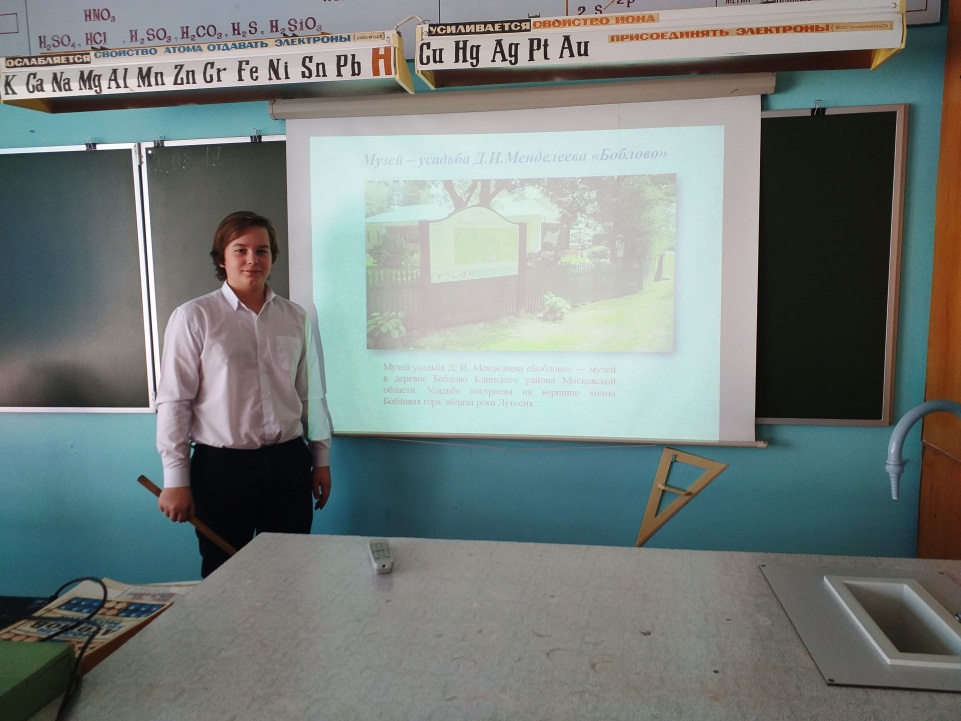 HNO₃
H₂SO₄, HCl , H₂SO₃, H₂CO₃, H₂S, H₂SiO₃
ОСЛАБЛЯЕТСЯ СВОЙСТВО АТОМА ОТДАВАТЬ ЭЛЕКТРОНЫ
K Ca Na Mg Al Mn Zn Cr Fe Ni Sn Pb H
УСИЛИВАЕТСЯ СВОЙСТВО ИОНА
ПРИСОЕДИНЯТЬ ЭЛЕКТРОНЫ
Cu Hg Ag Pt Au
Музей – усадьба Д.И.Менделеева «Боблово»
Музей-усадьба Д. И. Менделеева «Боблово» — музей
в деревне Боблово Клинского района Московской
области. Усадьба построена на вершине холма
Бобловая гора, вблизи реки Лутосня.